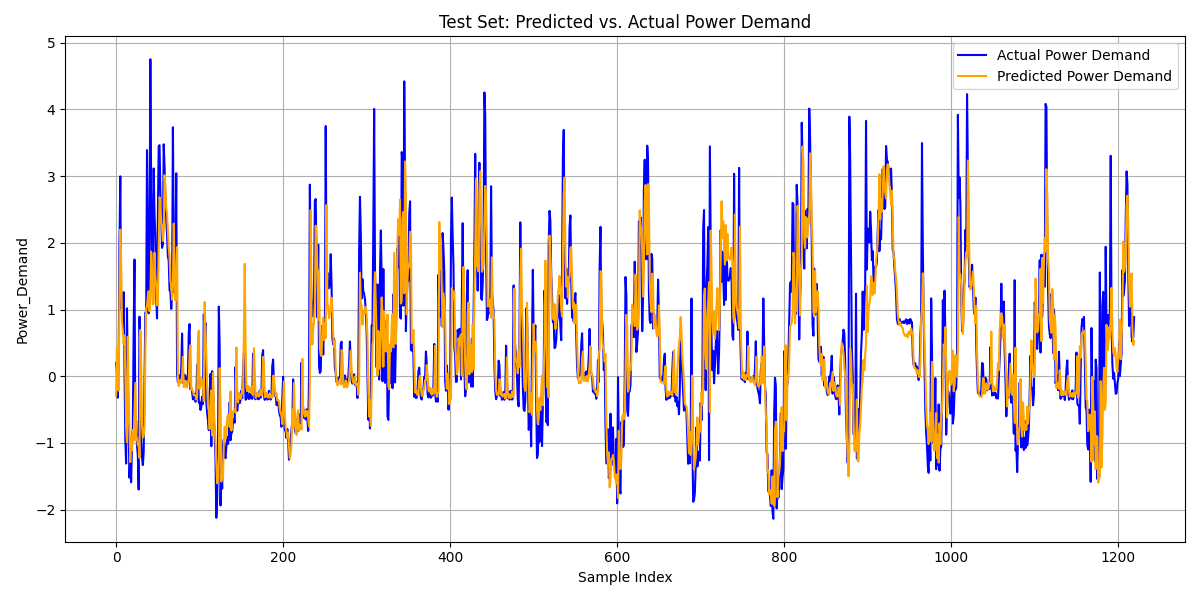 Test Set: Predicted vs. Actual Power Demand
Actual Power Demand
Predicted Power Demand
Power_Demand
5
4
3
2
1
0
−1
−2
0 200 400 600 800 1000 1200
Sample Index